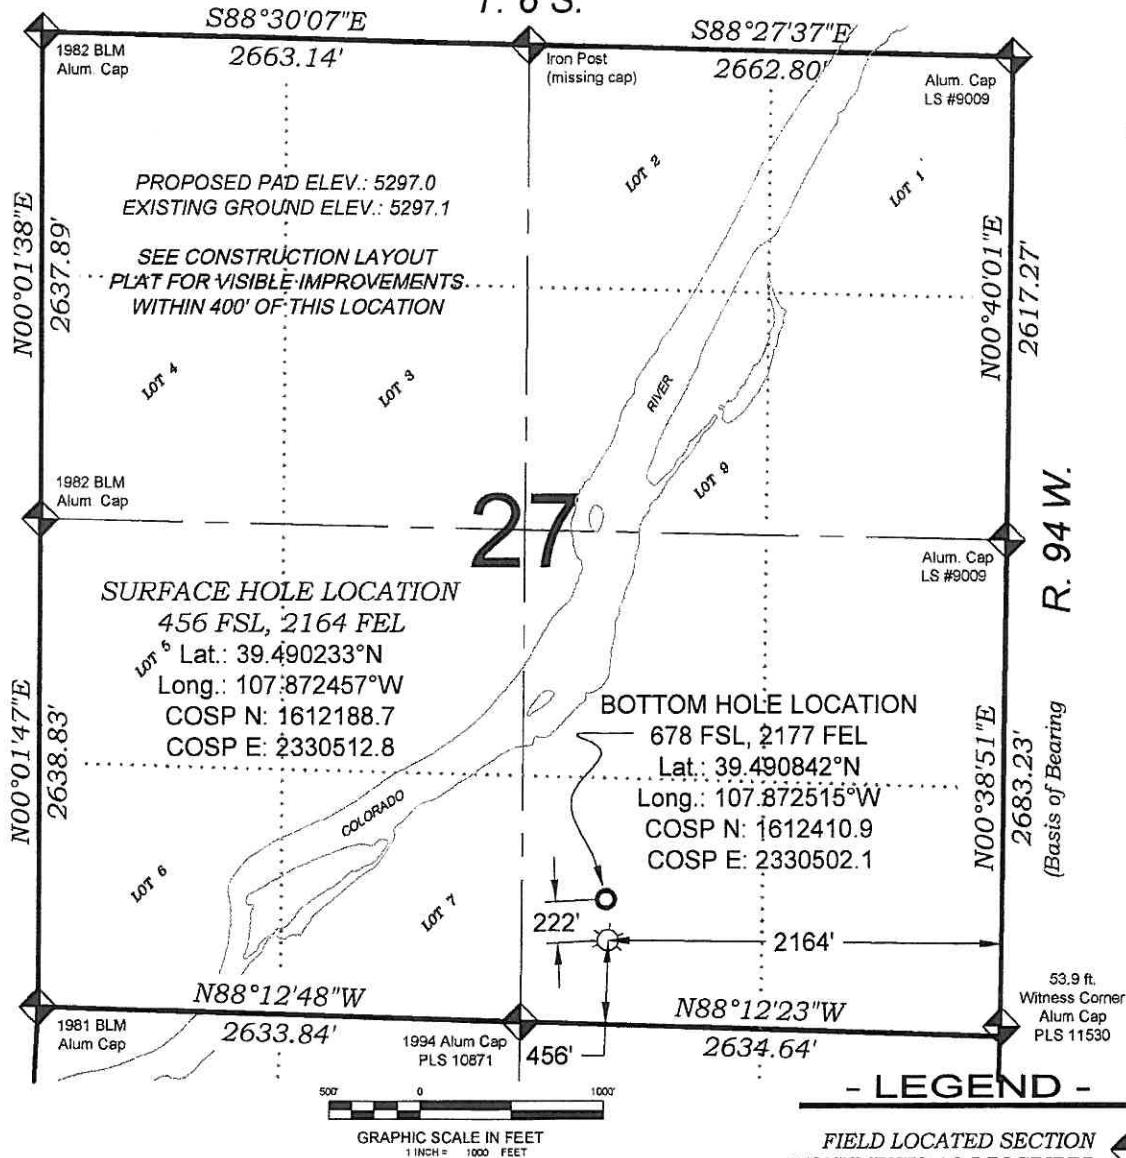 T. 6 S.
S88°30'07"E
2663.14'
S88°27'37"E
2662.80'
1982 BLM
Alum. Cap
Iron Post
(missing cap)
Alum. Cap
LS #9009
LOT 2
LOT 1
PROPOSED PAD ELEV.: 5297.0
EXISTING GROUND ELEV.: 5297.1
SEE CONSTRUCTION LAYOUT
PLAT FOR VISIBLE IMPROVEMENTS
WITHIN 400' OF THIS LOCATION
N00°01'38"E
2637.89'
N00°40'01"E
2617.27'
LOT 4
LOT 3
RIVER
LOT 9
1982 BLM
Alum. Cap
27
Alum. Cap
LS #9009
R. 94 W.
SURFACE HOLE LOCATION
456 FSL, 2164 FEL
LOT 5
Lat.: 39.490233°N
Long.: 107.872457°W
COSP N: 1612188.7
COSP E: 2330512.8
BOTTOM HOLE LOCATION
678 FSL, 2177 FEL
Lat.: 39.490842°N
Long.: 107.872515°W
COSP N: 1612410.9
COSP E: 2330502.1
N00°01'47"E
2638.83'
N00°38'51"E
2683.23'
(Basis of Bearing
COLORADO
LOT 6
LOT 7
222'
2164'
N88°12'48"W
2633.84'
N88°12'23"W
2634.64'
1981 BLM
Alum Cap
1994 Alum Cap
PLS 10871
456'
53.9 ft.
Witness Corner
Alum Cap
PLS 11530
500'
0
1000'
GRAPHIC SCALE IN FEET
1 INCH = 1000 FEET
- LEGEND -
FIELD LOCATED SECTION